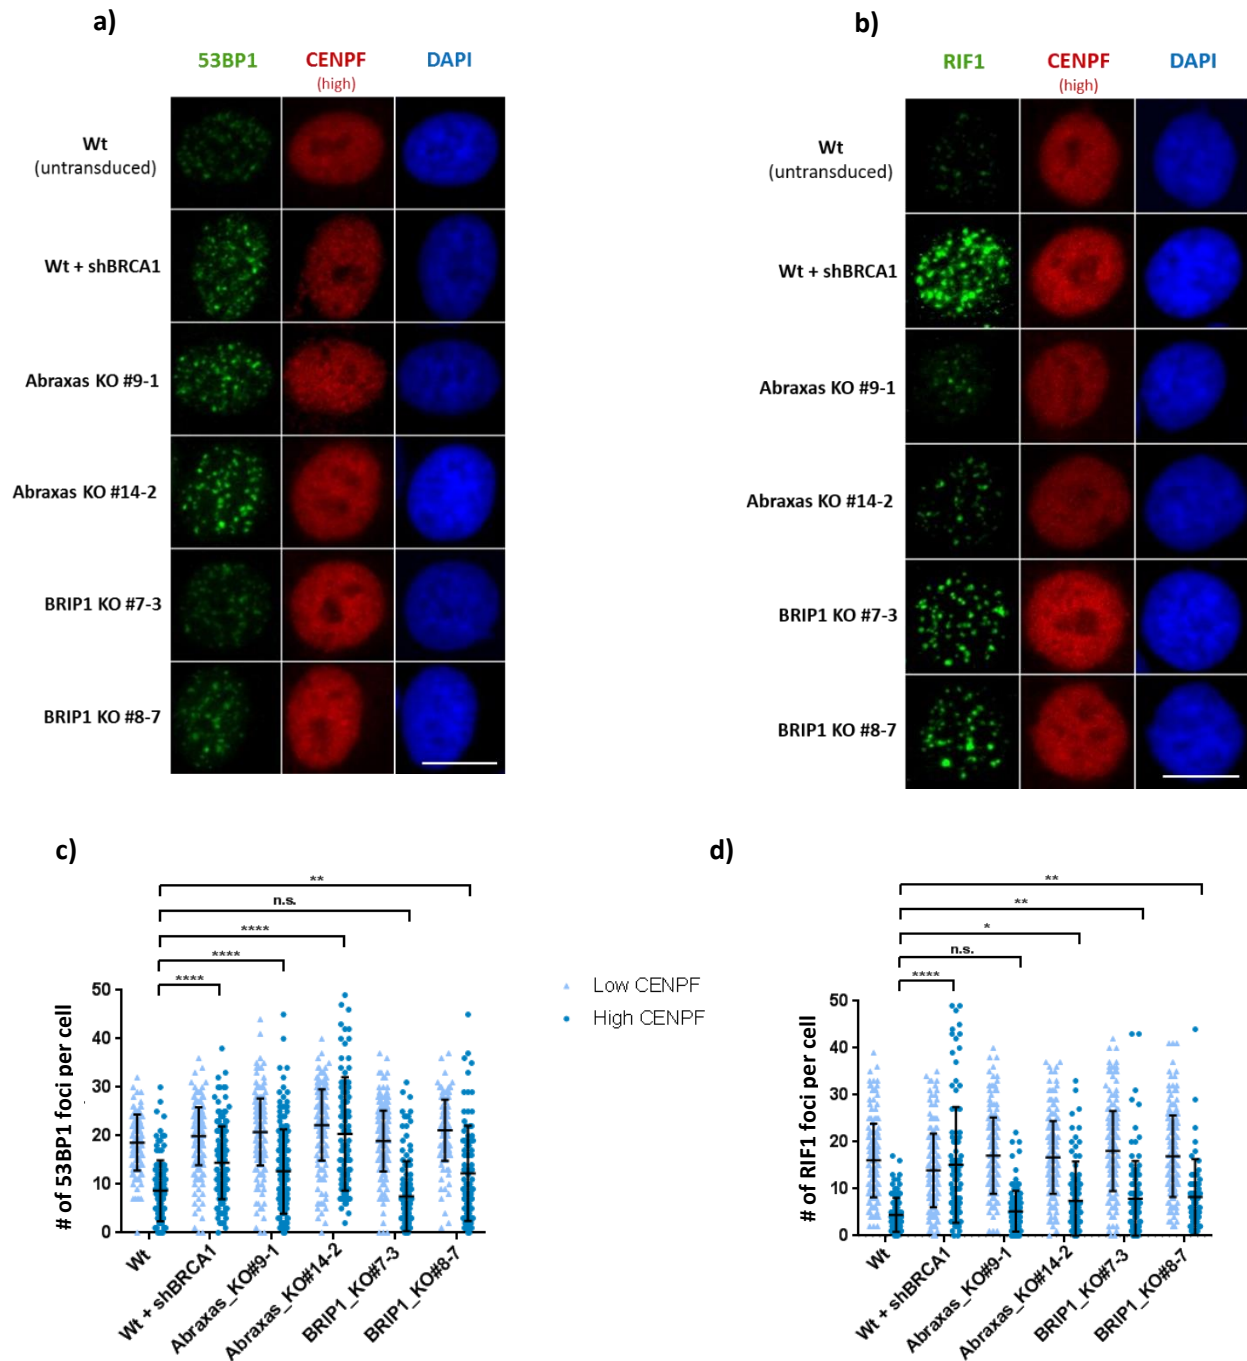 a)
53BP1 CENPF DAPI
(high)
Wt
(untransduced)
Wt + shBRCA1
Abraxas KO #9-1
Abraxas KO #14-2
BRIP1 KO #7-3
BRIP1 KO #8-7
b)
RIF1 CENPF DAPI
(high)
Wt
(untransduced)
Wt + shBRCA1
Abraxas KO #9-1
Abraxas KO #14-2
BRIP1 KO #7-3
BRIP1 KO #8-7
c)
**
n.s.
****
****
****
# of 53BP1 foci per cell
50
40
30
20
10
0
Wt
Wt + shBRCA1
Abraxas_KO#9-1
Abraxas_KO#14-2
BRIP1_KO#7-3
BRIP1_KO#8-7
Low CENPF
High CENPF
d)
**
**
*
n.s.
****
# of RIF1 foci per cell
50
40
30
20
10
0
Wt
Wt + shBRCA1
Abraxas_KO#9-1
Abraxas_KO#14-2
BRIP1_KO#7-3
BRIP1_KO#8-7